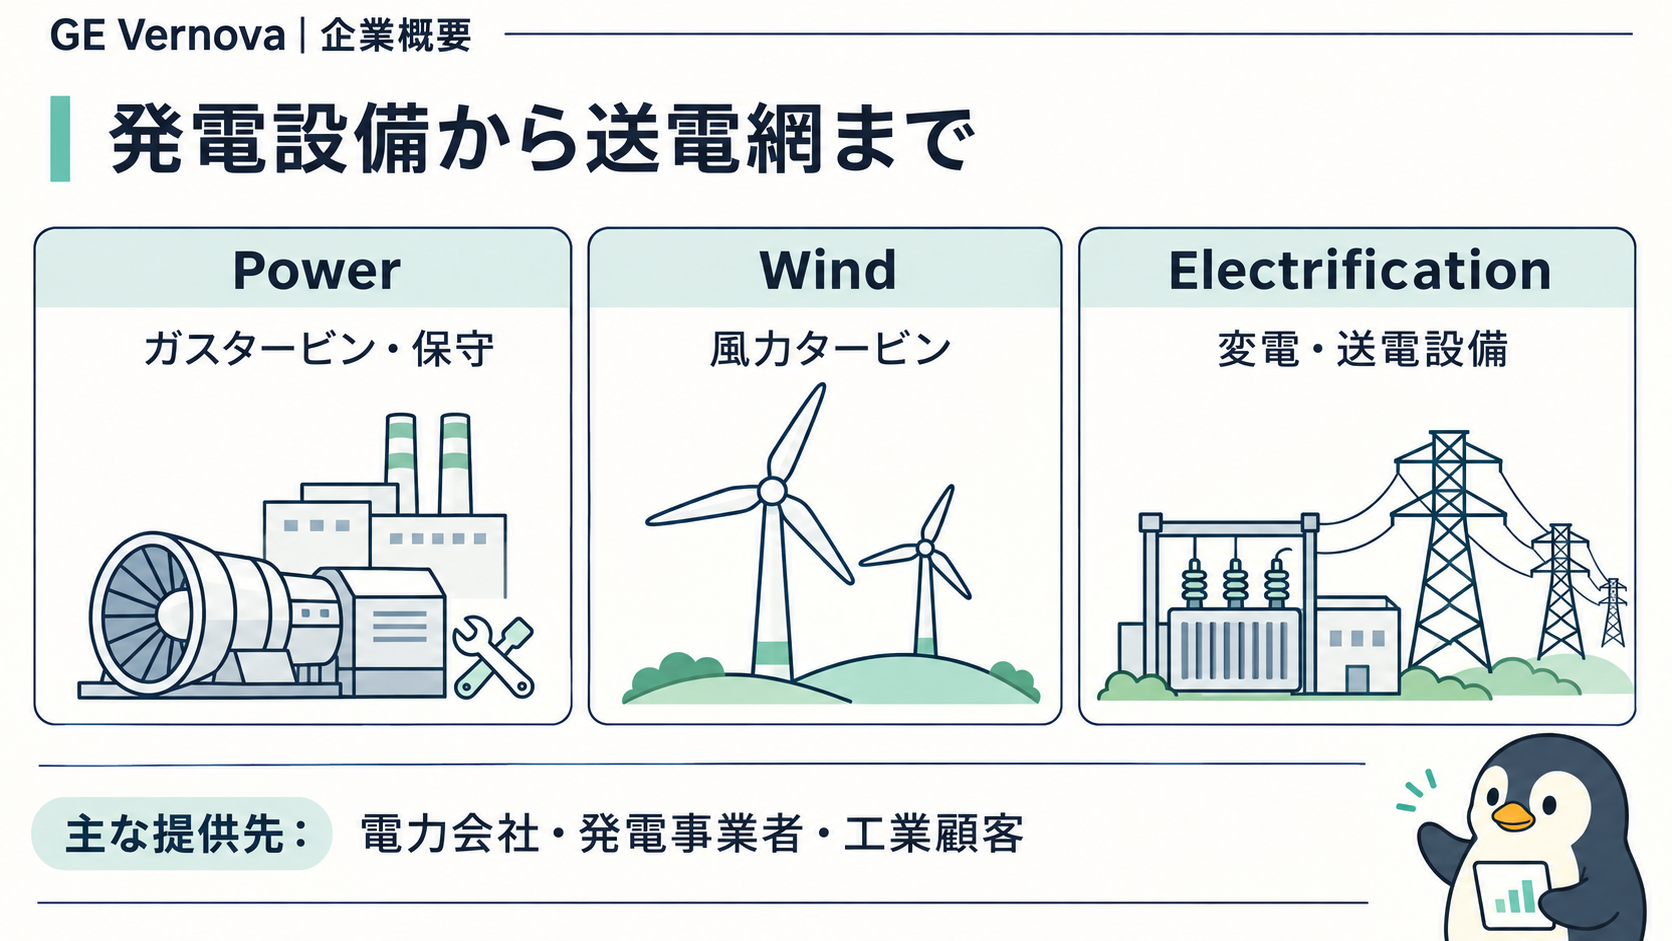 GE Vernova | 企業概要
発電設備から送電網まで
Power
ガスタービン・保守
Wind
風力タービン
Electrification
変電・送電設備
主な提供先： 電力会社・発電事業者・工業顧客